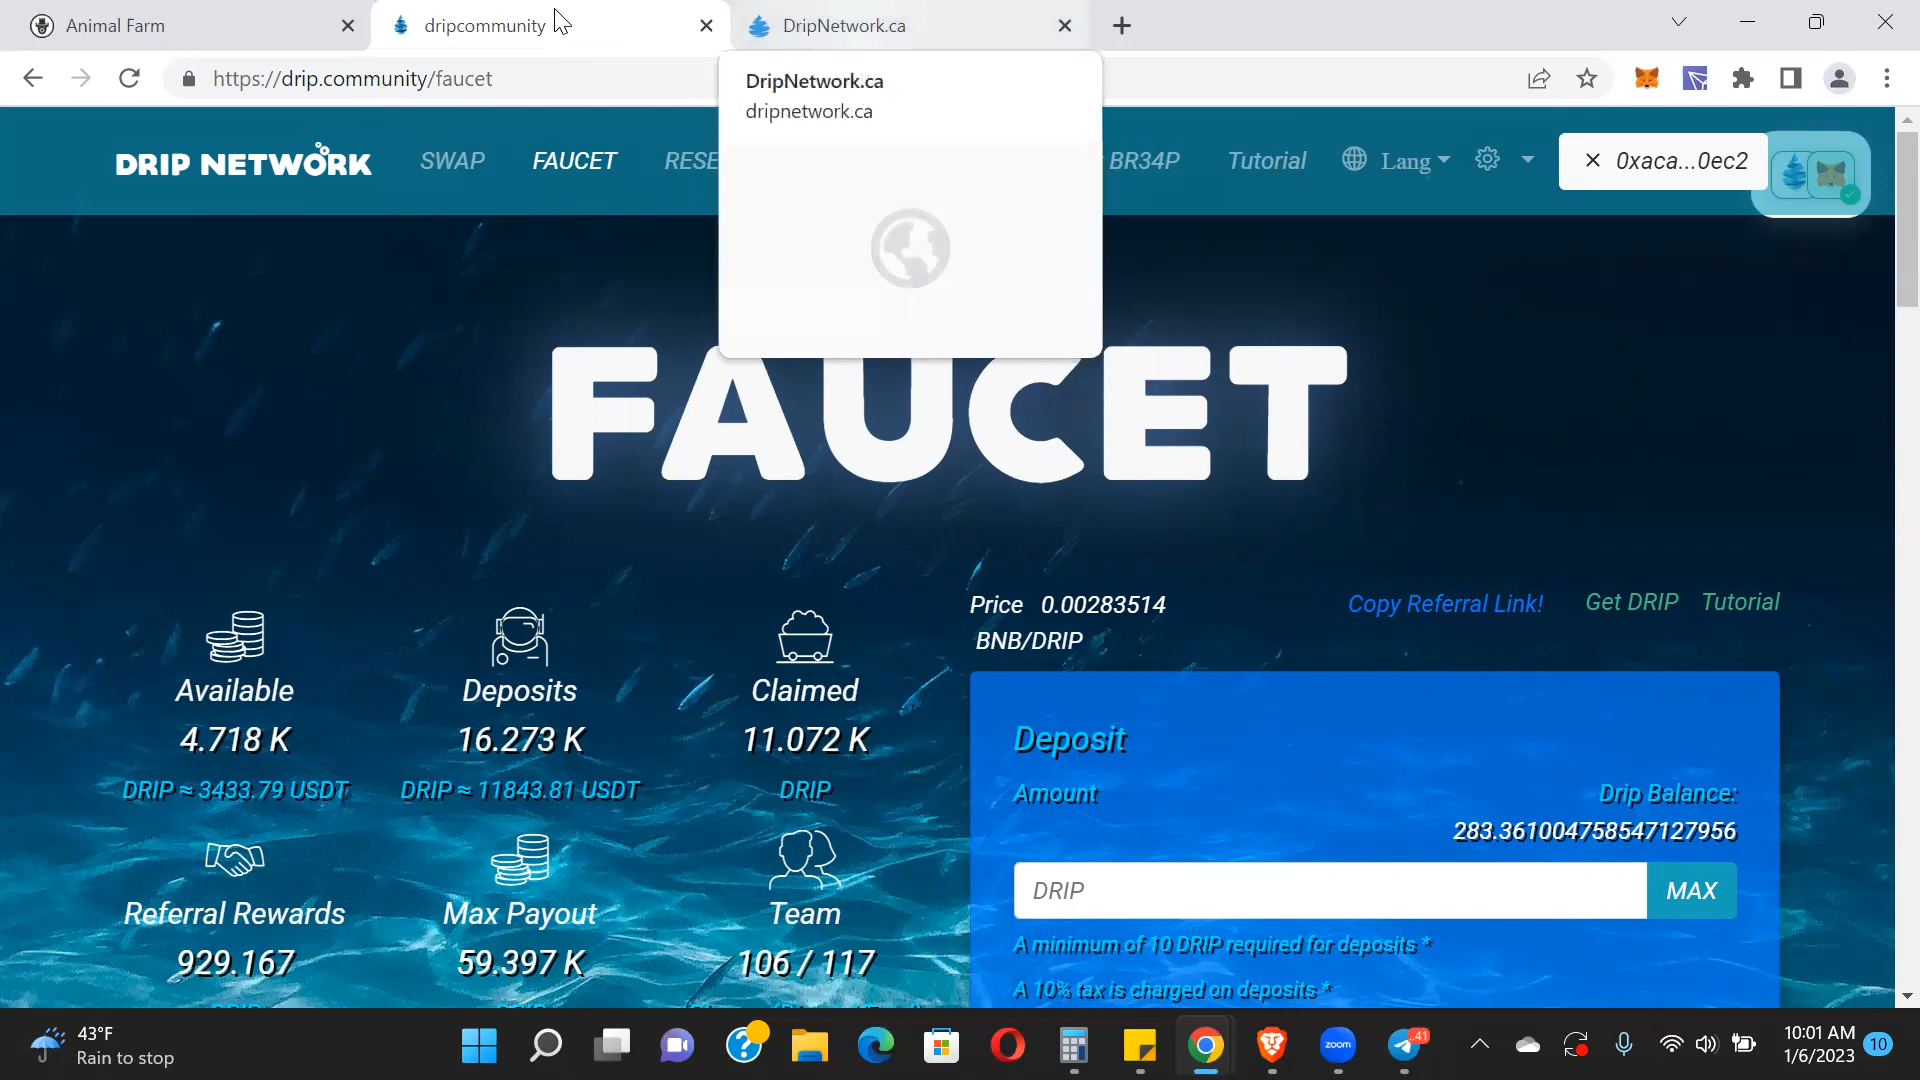 Animal Farm
dripcommunity
DripNetwork.ca
https://drip.community/faucet
DripNetwork.ca
dripnetwork.ca
DRIP NETWORK
SWAP
FAUCET
RESE
BR34P
Tutorial
Lang
0xaca...0ec2
FAUCET
Price 0.00283514
BNB/DRIP
Copy Referral Link!
Get DRIP
Tutorial
Available
4.718 K
DRIP ≈ 3433.79 USDT
Deposits
16.273 K
DRIP ≈ 11843.81 USDT
Claimed
11.072 K
DRIP
Deposit
Amount
Drip Balance:
283.361004758547127956
DRIP
MAX
A minimum of 10 DRIP required for deposits *
A 10% tax is charged on deposits *
Referral Rewards
929.167
Max Payout
59.397 K
Team
106 / 117
43°F
Rain to stop
zoom
41
10:01 AM
1/6/2023
10